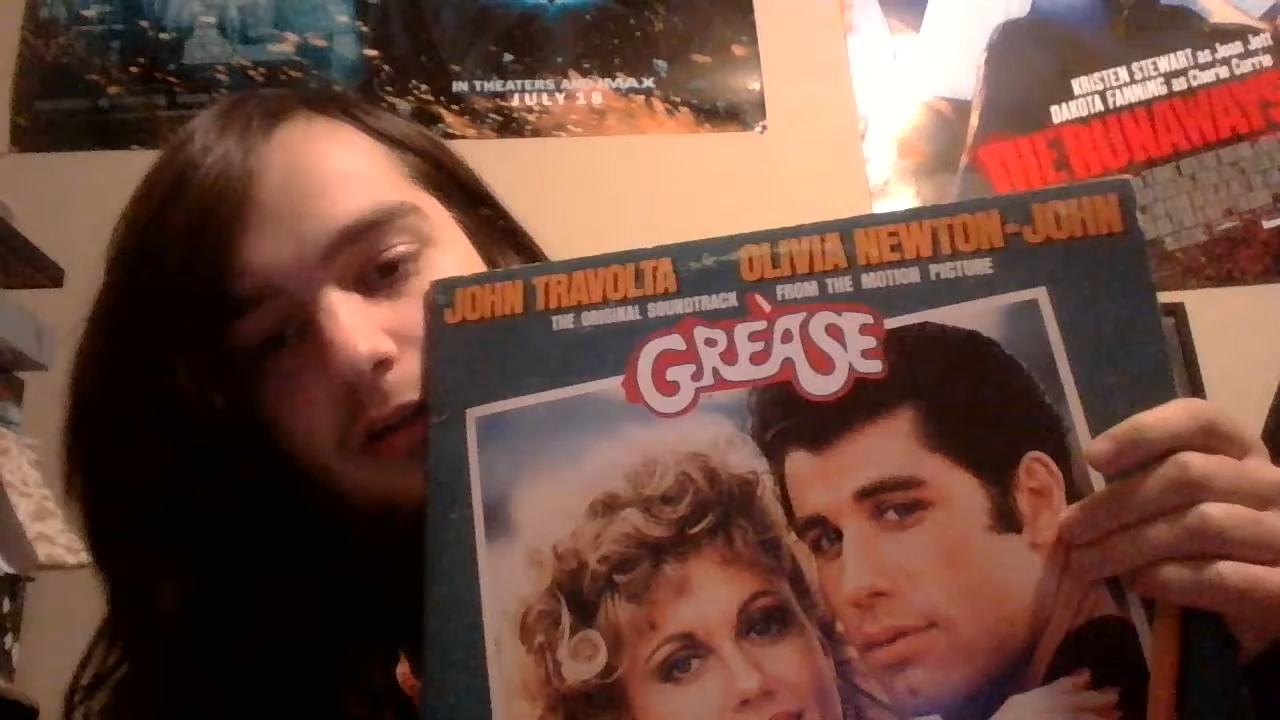 IN THEATERS AND IMAX
JULY 18
KRISTEN STEWART as Joan Jett
DAKOTA FANNING as Cherie Currie
THE RUNAWAYS
JOHN TRAVOLTA OLIVIA NEWTON-JOHN
THE ORIGINAL SOUNDTRACK FROM THE MOTION PICTURE
GREASE